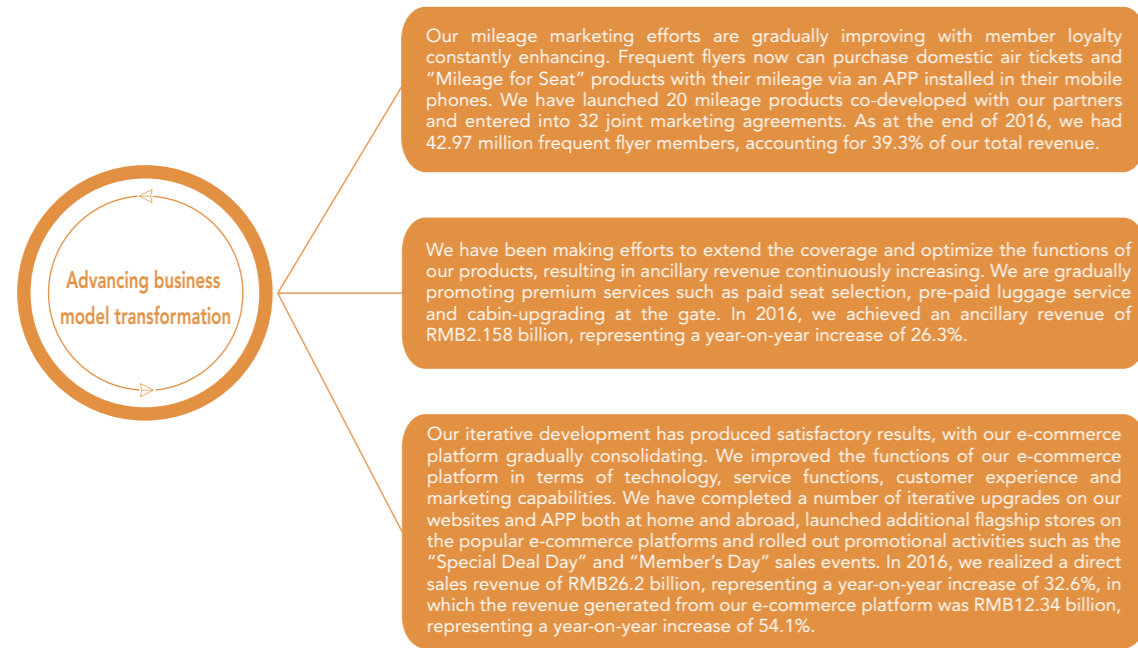 Our mileage marketing efforts are gradually improving with member loyalty
constantly enhancing. Frequent flyers now can purchase domestic air tickets and
“Mileage for Seat” products with their mileage via an APP installed in their mobile
phones. We have launched 20 mileage products co-developed with our partners
and entered into 32 joint marketing agreements. As at the end of 2016, we had
42.97 million frequent flyer members, accounting for 39.3% of our total revenue.
Advancing business
model transformation
We have been making efforts to extend the coverage and optimize the functions of
our products, resulting in ancillary revenue continuously increasing. We are gradually
promoting premium services such as paid seat selection, pre-paid luggage service
and cabin-upgrading at the gate. In 2016, we achieved an ancillary revenue of
RMB2.158 billion, representing a year-on-year increase of 26.3%.
Our iterative development has produced satisfactory results, with our e-commerce
platform gradually consolidating. We improved the functions of our e-commerce
platform in terms of technology, service functions, customer experience and
marketing capabilities. We have completed a number of iterative upgrades on our
websites and APP both at home and abroad, launched additional flagship stores on
the popular e-commerce platforms and rolled out promotional activities such as the
“Special Deal Day” and “Member’s Day” sales events. In 2016, we realized a direct
sales revenue of RMB26.2 billion, representing a year-on-year increase of 32.6%, in
which the revenue generated from our e-commerce platform was RMB12.34 billion,
representing a year-on-year increase of 54.1%.